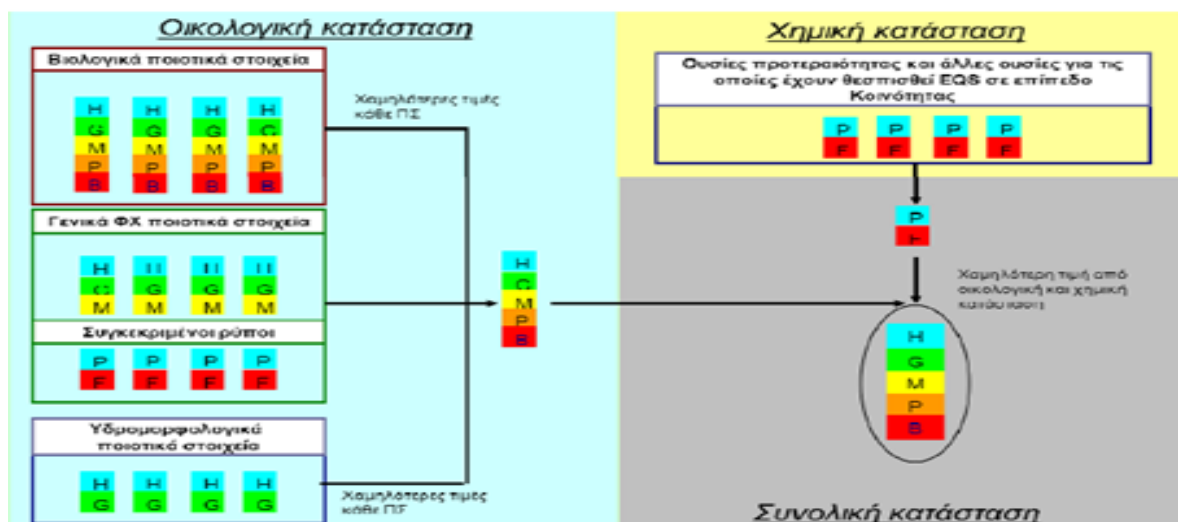 Οικολογική κατάσταση
Βιολογικά ποιοτικά στοιχεία
H H H H
G G G C
M M M M
P P P P
B B B B
Χαμηλότερες τιμές
κάθε ΠΣ
Γενικά ΦΧ ποιοτικά στοιχεία
H H H H
C G G G
M M M M
Συγκεκριμένοι ρύποι
P P P P
F F F F
Υδρομορφολογικά
ποιοτικά στοιχεία
H H H H
G G G G
Χαμηλότερες τιμές
κάθε ΠΣ
H
C
M
P
B
Χημική κατάσταση
Ουσίες προτεραιότητας και άλλες ουσίες για τις
οποίες έχουν θεσπισθεί EQS σε επίπεδο
Κοινότητας
P P P P
F F F F
P
F
Χαμηλότερη τιμή από
οικολογική και χημική
κατάσταση
H
G
M
P
B
Συνολική κατάσταση